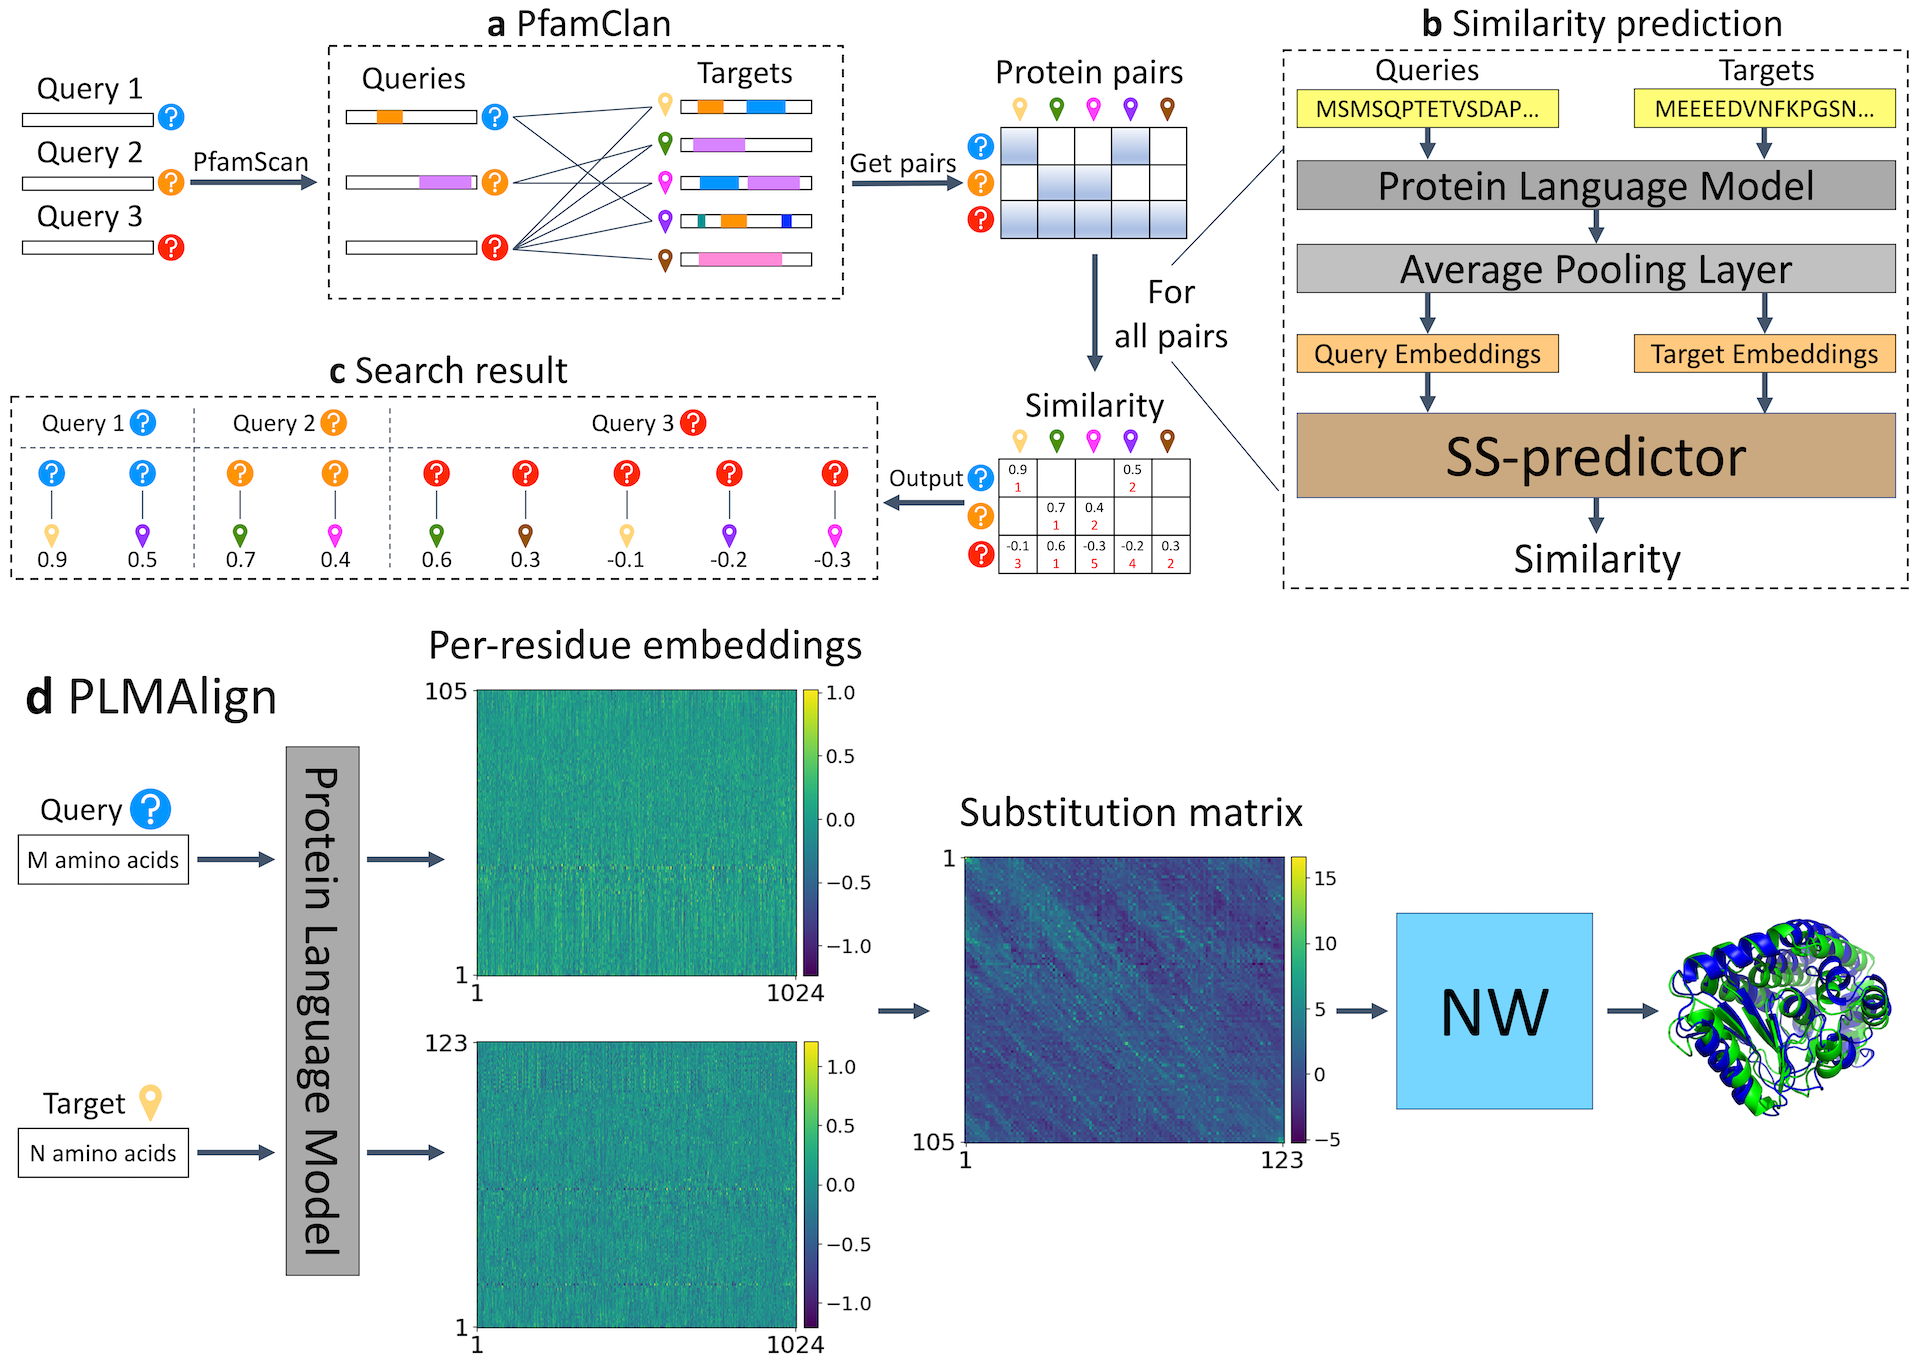 a PfamClan
Query 1
?
Query 2
?
Query 3
?
PfamScan
Queries
Targets
?
?
?
Get pairs
Protein pairs
?
?
?
For
all pairs
b Similarity prediction
Queries
Targets
MSMSQPTETVSDAP...
MEEEEDVNFKPGSN...
Protein Language Model
Average Pooling Layer
Query Embeddings
Target Embeddings
SS-predictor
Similarity
Similarity
? 0.9 0.5
1 2
? 0.7 0.4
1 2
? -0.1 0.6 -0.3 -0.2 0.3
3 1 5 4 2
Output
c Search result
Query 1 ? Query 2 ? Query 3 ?
? ? ? ? ? ? ? ? ?
0.9 0.5 0.7 0.4 0.6 0.3 -0.1 -0.2 -0.3
d PLMAlign
Query ?
M amino acids
Target
N amino acids
Protein Language Model
Per-residue embeddings
105
1
1 1024
1.0
0.5
0.0
−0.5
−1.0
123
1
1 1024
1.0
0.5
0.0
−0.5
−1.0
Substitution matrix
1
105
1 123
15
10
5
0
−5
NW